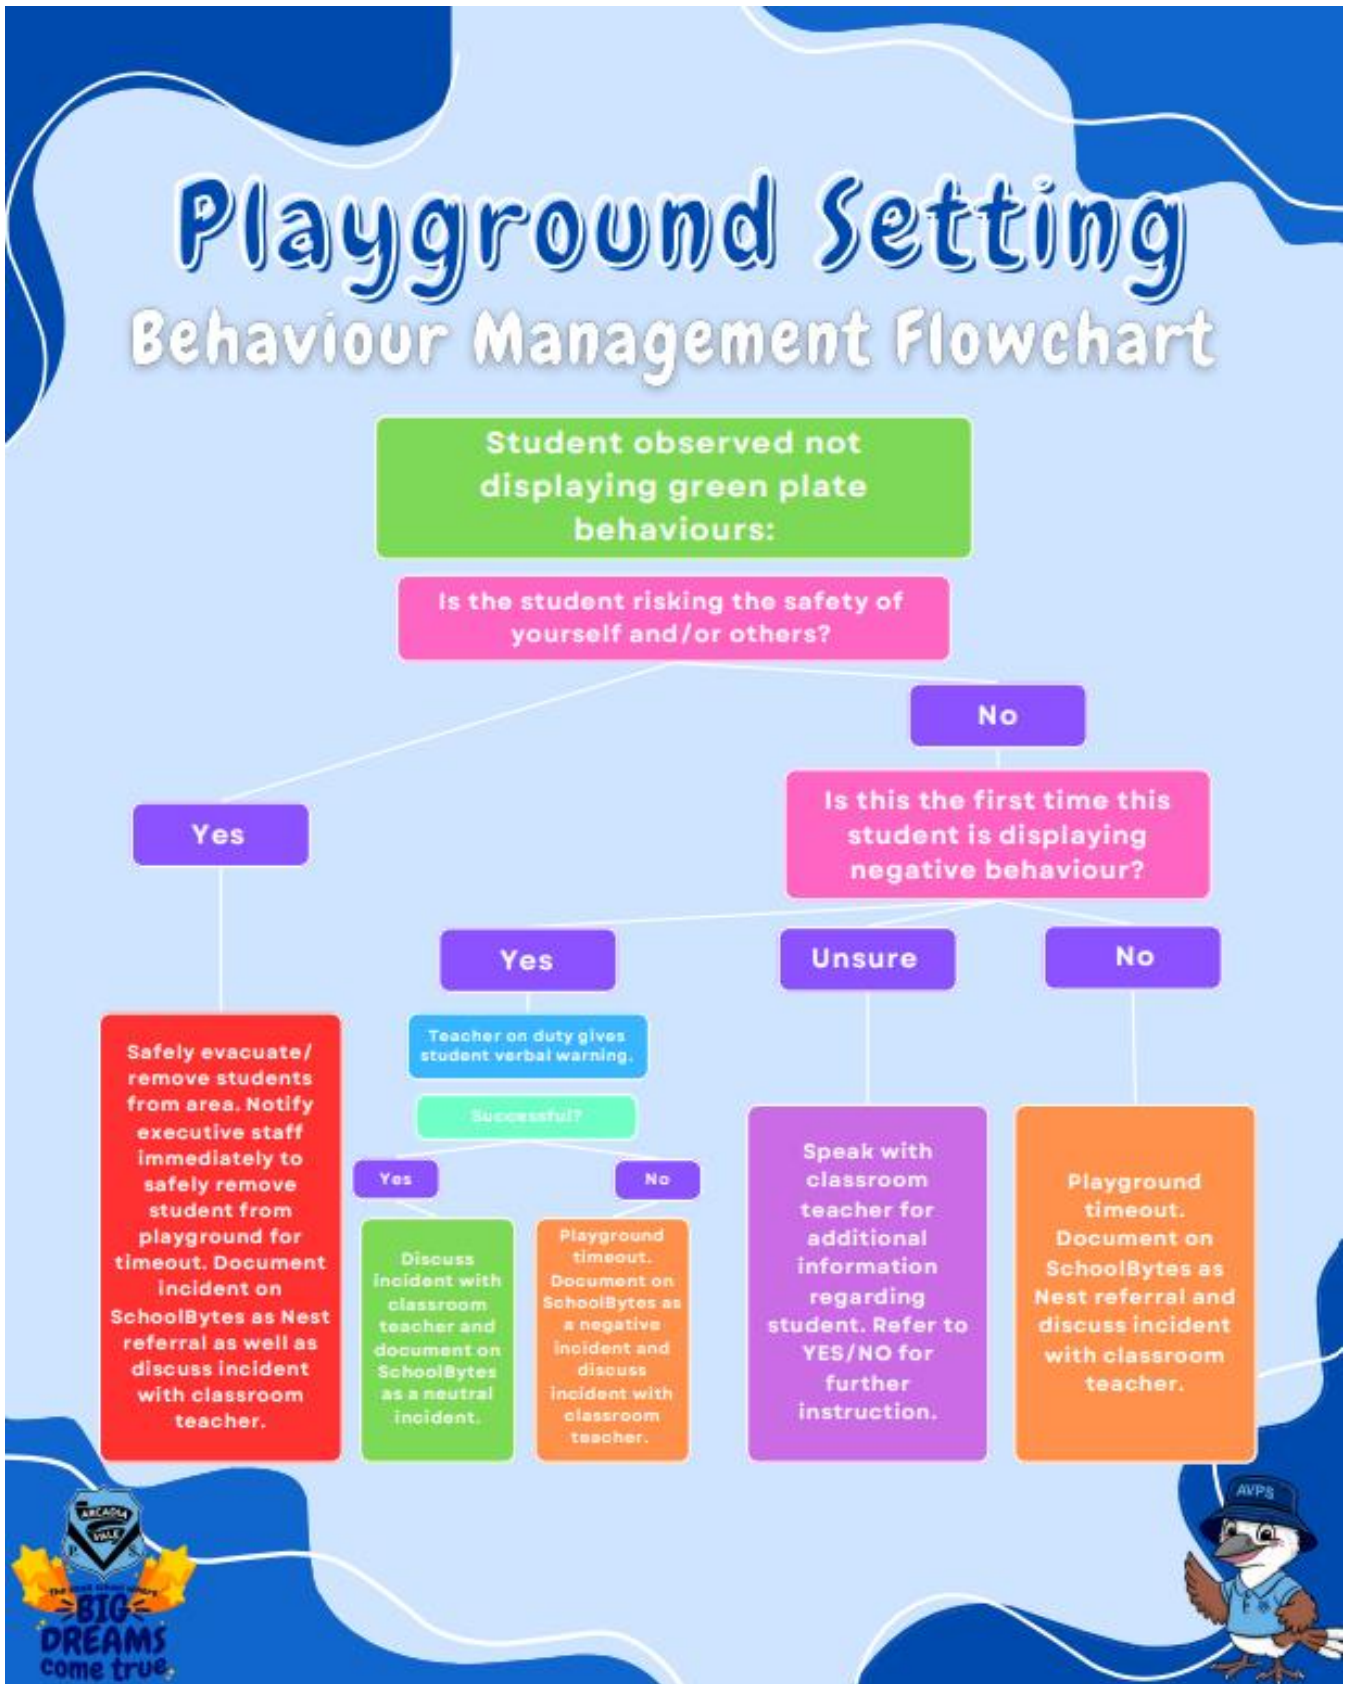 Playground Setting
Behaviour Management Flowchart
Student observed not
displaying green plate
behaviours:
Is the student risking the safety of
yourself and/or others?
No
Yes
Is this the first time this
student is displaying
negative behaviour?
Yes
Unsure
No
Safely evacuate/
remove students
from area. Notify
executive staff
immediately to
safely remove
student from
playground for
timeout. Document
incident on
SchoolBytes as Nest
referral as well as
discuss incident
with classroom
teacher.
Teacher on duty gives
student verbal warning.
Successful?
Yes
No
Discuss
incident with
classroom
teacher and
document on
SchoolBytes
as a neutral
incident.
Playground
timeout.
Document on
SchoolBytes as
a negative
incident and
discuss
incident with
classroom
teacher.
Speak with
classroom
teacher for
additional
information
regarding
student. Refer to
YES/NO for
further
instruction.
Playground
timeout.
Document on
SchoolBytes as
Nest referral and
discuss incident
with classroom
teacher.
ARCADIA
VALE
P. S.
BIG
DREAMS
come true
AVPS